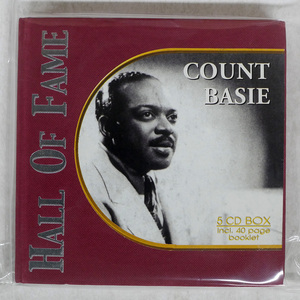 HALL OF FAME
COUNT
BASIE
5 CD BOX
incl. 40 page
booklet